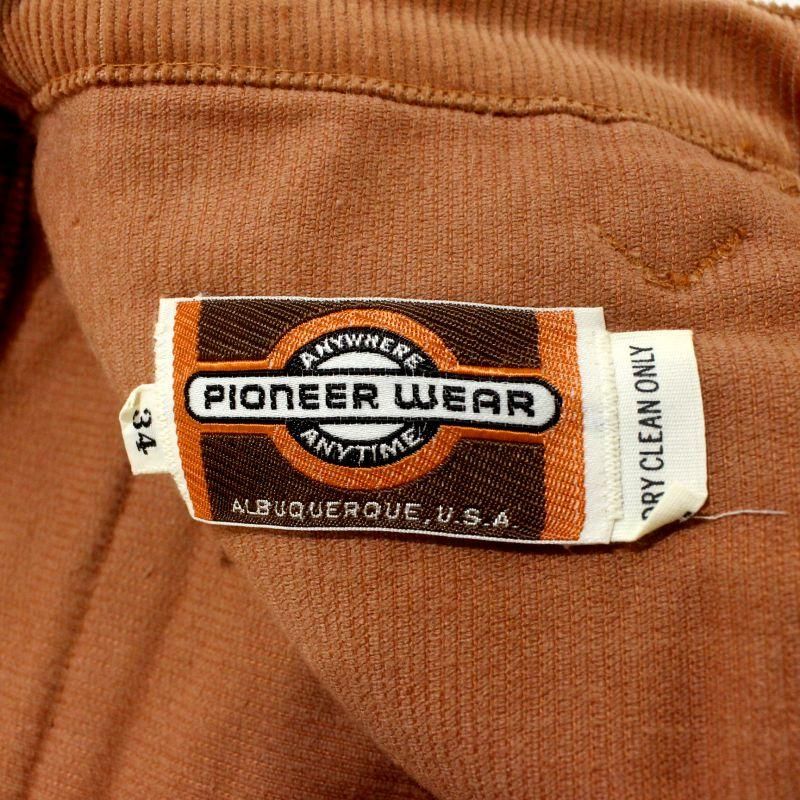 ANYWHERE
PIONEER WEAR
ANYTIME
ALBUQUERQUE, U.S.A
34
DRY CLEAN ONLY